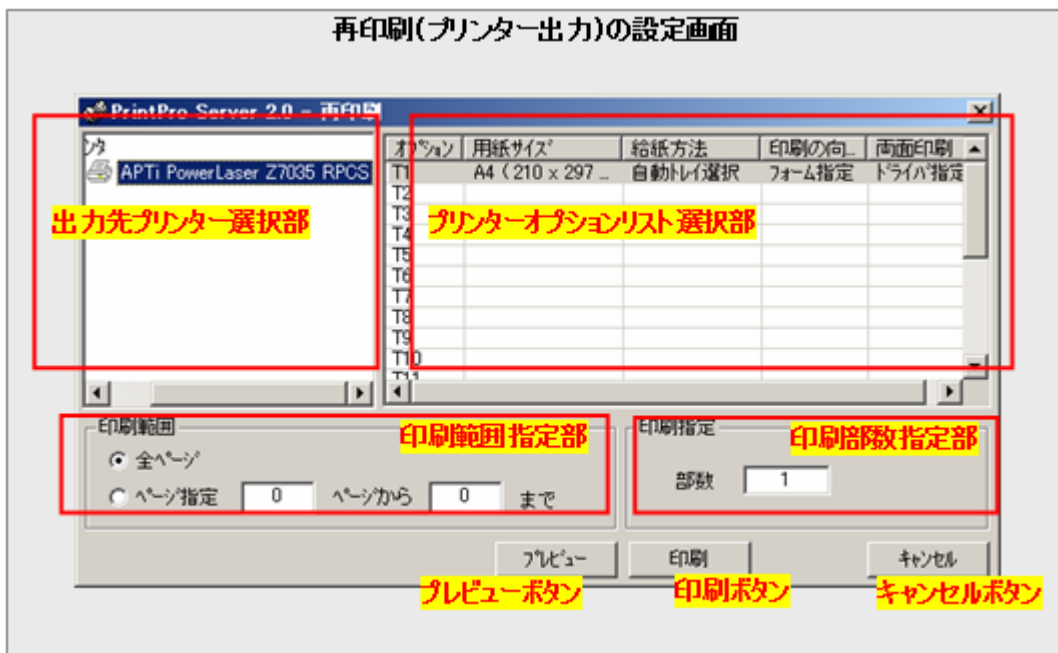 再印刷(プリンター出力)の設定画面
PrintPro Server 2.0 - 再印刷
ンタ
APTi PowerLaser Z7035 RPCS
オプション 用紙サイズ 給紙方法 印刷の向... 両面印刷
T1 A4 ( 210 x 297 ... 自動トレイ選択 フォーム指定 ドライバ指定
T2
T3
T4
T5
T6
T7
T8
T9
T10
T11
出力先プリンター選択部
プリンターオプションリスト選択部
印刷範囲
印刷範囲指定部
全ページ
ページ指定 0 ページから 0 まで
印刷指定
印刷部数指定部
部数 1
プレビュー 印刷 キャンセル
プレビューボタン 印刷ボタン キャンセルボタン